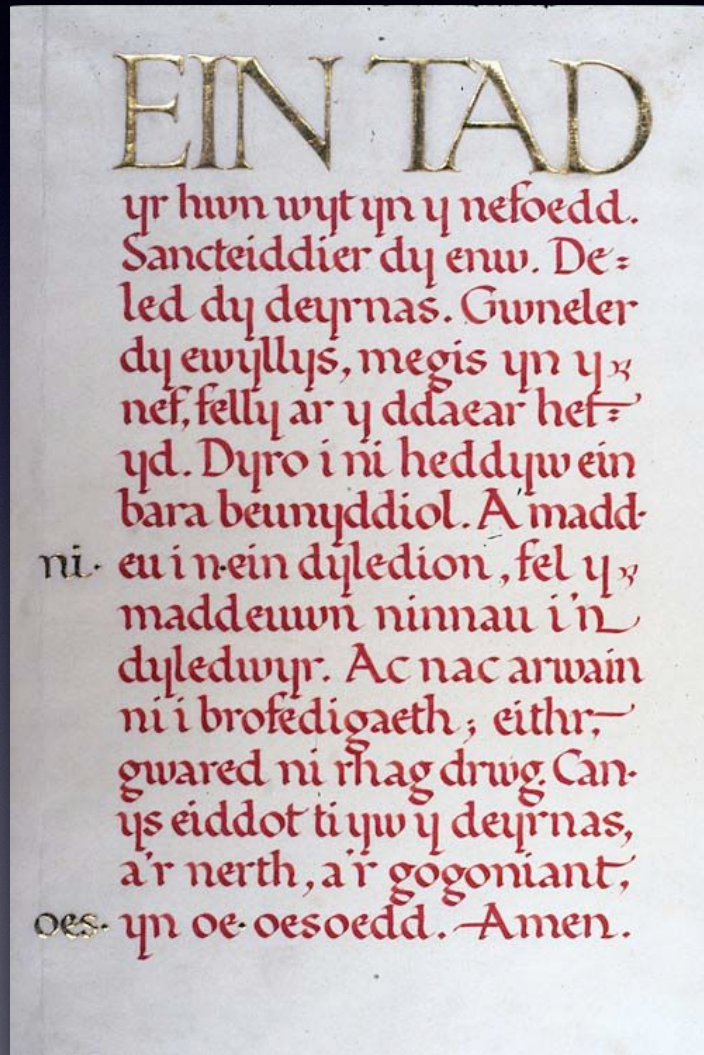 EIN TAD
yr hwn wyt yn y nefoedd.
Sancteiddier dy enw. De=
led dy deyrnas. Gwneler
dy ewyllys, megis yn y
nef, felly ar y ddaear hef=
yd. Dyro i ni heddyw ein
bara beunyddiol. A madd-
ni· eu i n·ein dyledion, fel y
maddeuwn ninnau i'n
dyledwyr. Ac nac arwain
ni i brofedigaeth; eithr,
gwared ni rhag drwg. Can-
ys eiddot ti yw y deyrnas,
a'r nerth, a'r gogoniant,
oes· yn oe·oesoedd. Amen.